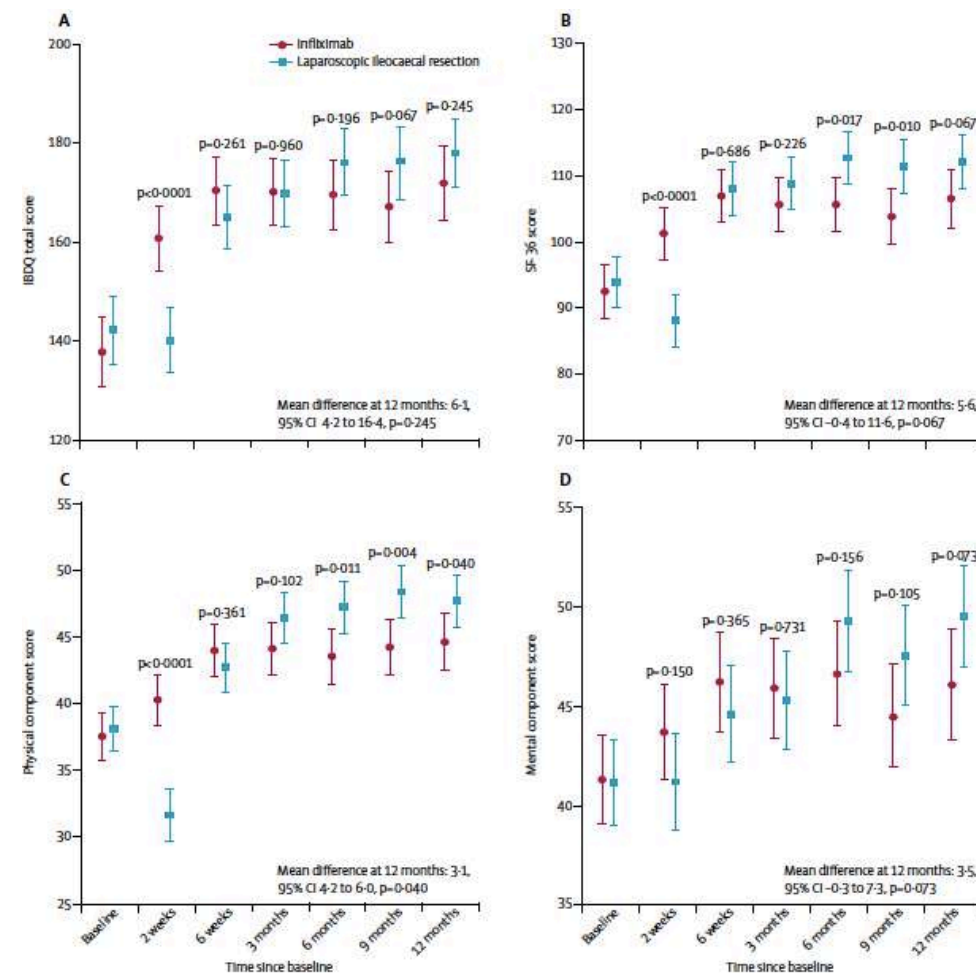 A
200
180
160
140
120
IBDQ total score
Infliximab
Laparoscopic ileocaecal resection
p<0·0001
p=0·261
p=0·960
p=0·196
p=0·067
p=0·245
Mean difference at 12 months: 6·1,
95% CI 4·2 to 16·4, p=0·245
B
130
120
110
100
90
80
70
SF 36 score
p<0·0001
p=0·686
p=0·226
p=0·017
p=0·010
p=0·067
Mean difference at 12 months: 5·6,
95% CI –0·4 to 11·6, p=0·067
C
55
50
45
40
35
30
25
Physical component score
p<0·0001
p=0·361
p=0·102
p=0·011
p=0·004
p=0·040
Mean difference at 12 months: 3·1,
95% CI 4·2 to 6·0, p=0·040
Baseline
2 weeks
6 weeks
3 months
6 months
9 months
12 months
Time since baseline
D
55
50
45
40
35
Mental component score
p=0·150
p=0·365
p=0·731
p=0·156
p=0·105
p=0·073
Mean difference at 12 months: 3·5,
95% CI –0·3 to 7·3, p=0·073
Baseline
2 weeks
6 weeks
3 months
6 months
9 months
12 months
Time since baseline